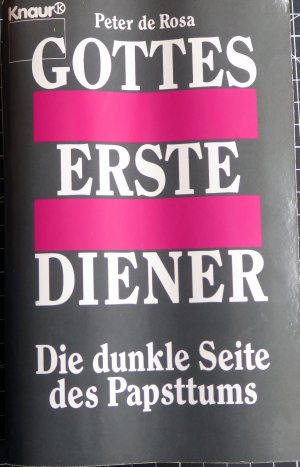 Knaur K
Peter de Rosa
GOTTES
ERSTE
DIENER
Die dunkle Seite
des Papsttums